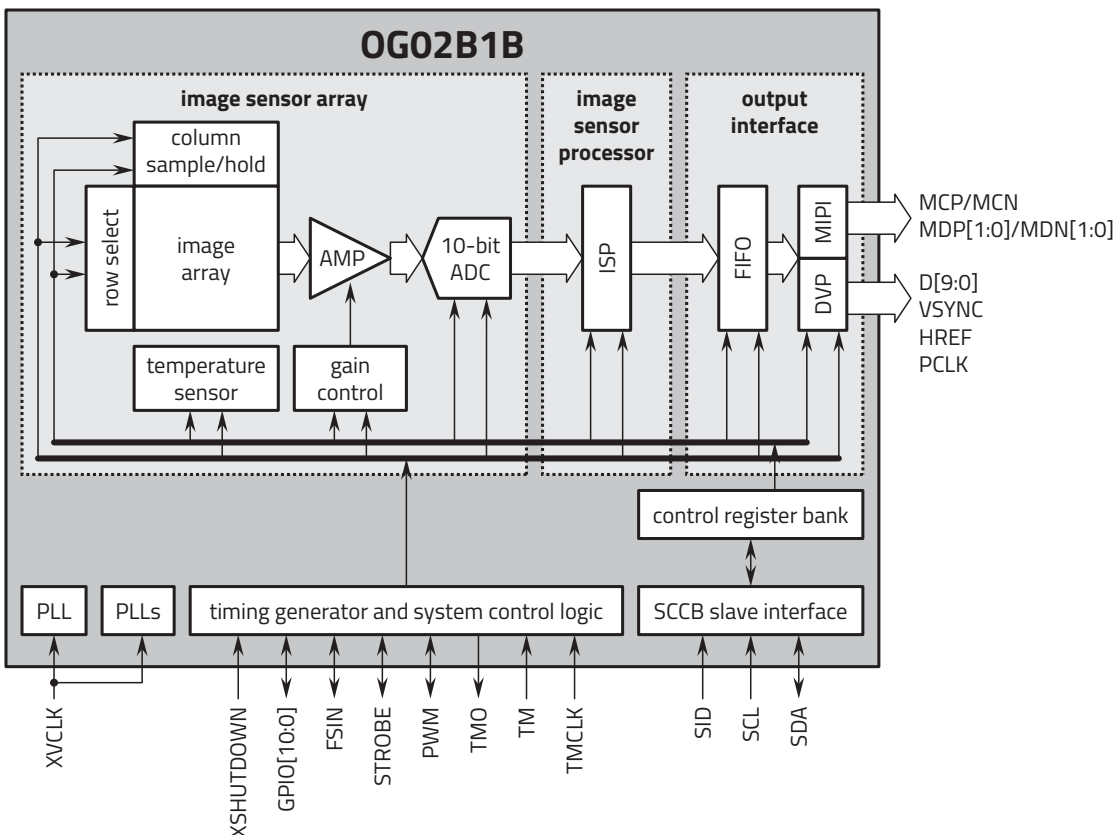 OG02B1B
image sensor array
image
sensor
processor
output
interface
column
sample/hold
row select
image
array
AMP
10-bit
ADC
ISP
FIFO
MIPI
DVP
MCP/MCN
MDP[1:0]/MDN[1:0]
D[9:0]
VSYNC
HREF
PCLK
temperature
sensor
gain
control
control register bank
PLL
PLLs
timing generator and system control logic
SCCB slave interface
XVCLK
XSHUTDOWN
GPIO[10:0]
FSIN
STROBE
PWM
TMO
TM
TMCLK
SID
SCL
SDA